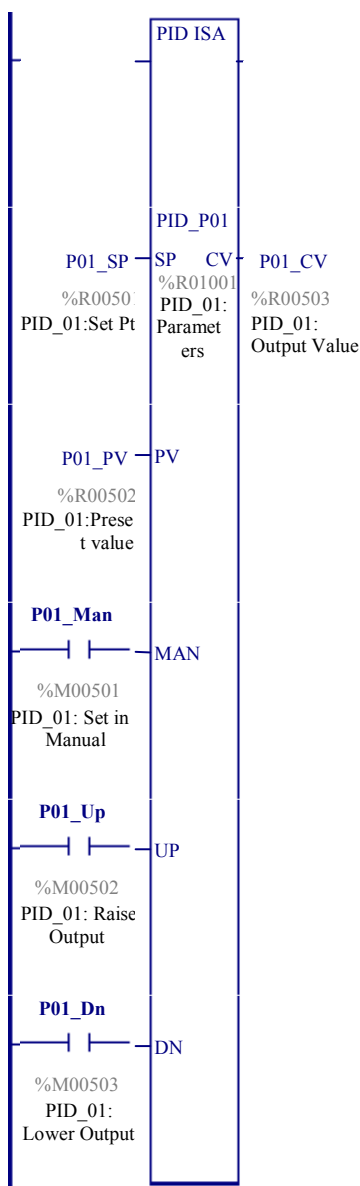 PID ISA
PID_P01
P01_SP
SP
CV
P01_CV
%R00501
%R01001
%R00503
PID_01:Set Pt
PID_01:
Paramet
ers
PID_01:
Output Value
P01_PV
PV
%R00502
PID_01:Prese
t value
P01_Man
MAN
%M00501
PID_01: Set in
Manual
P01_Up
UP
%M00502
PID_01: Raise
Output
P01_Dn
DN
%M00503
PID_01:
Lower Output